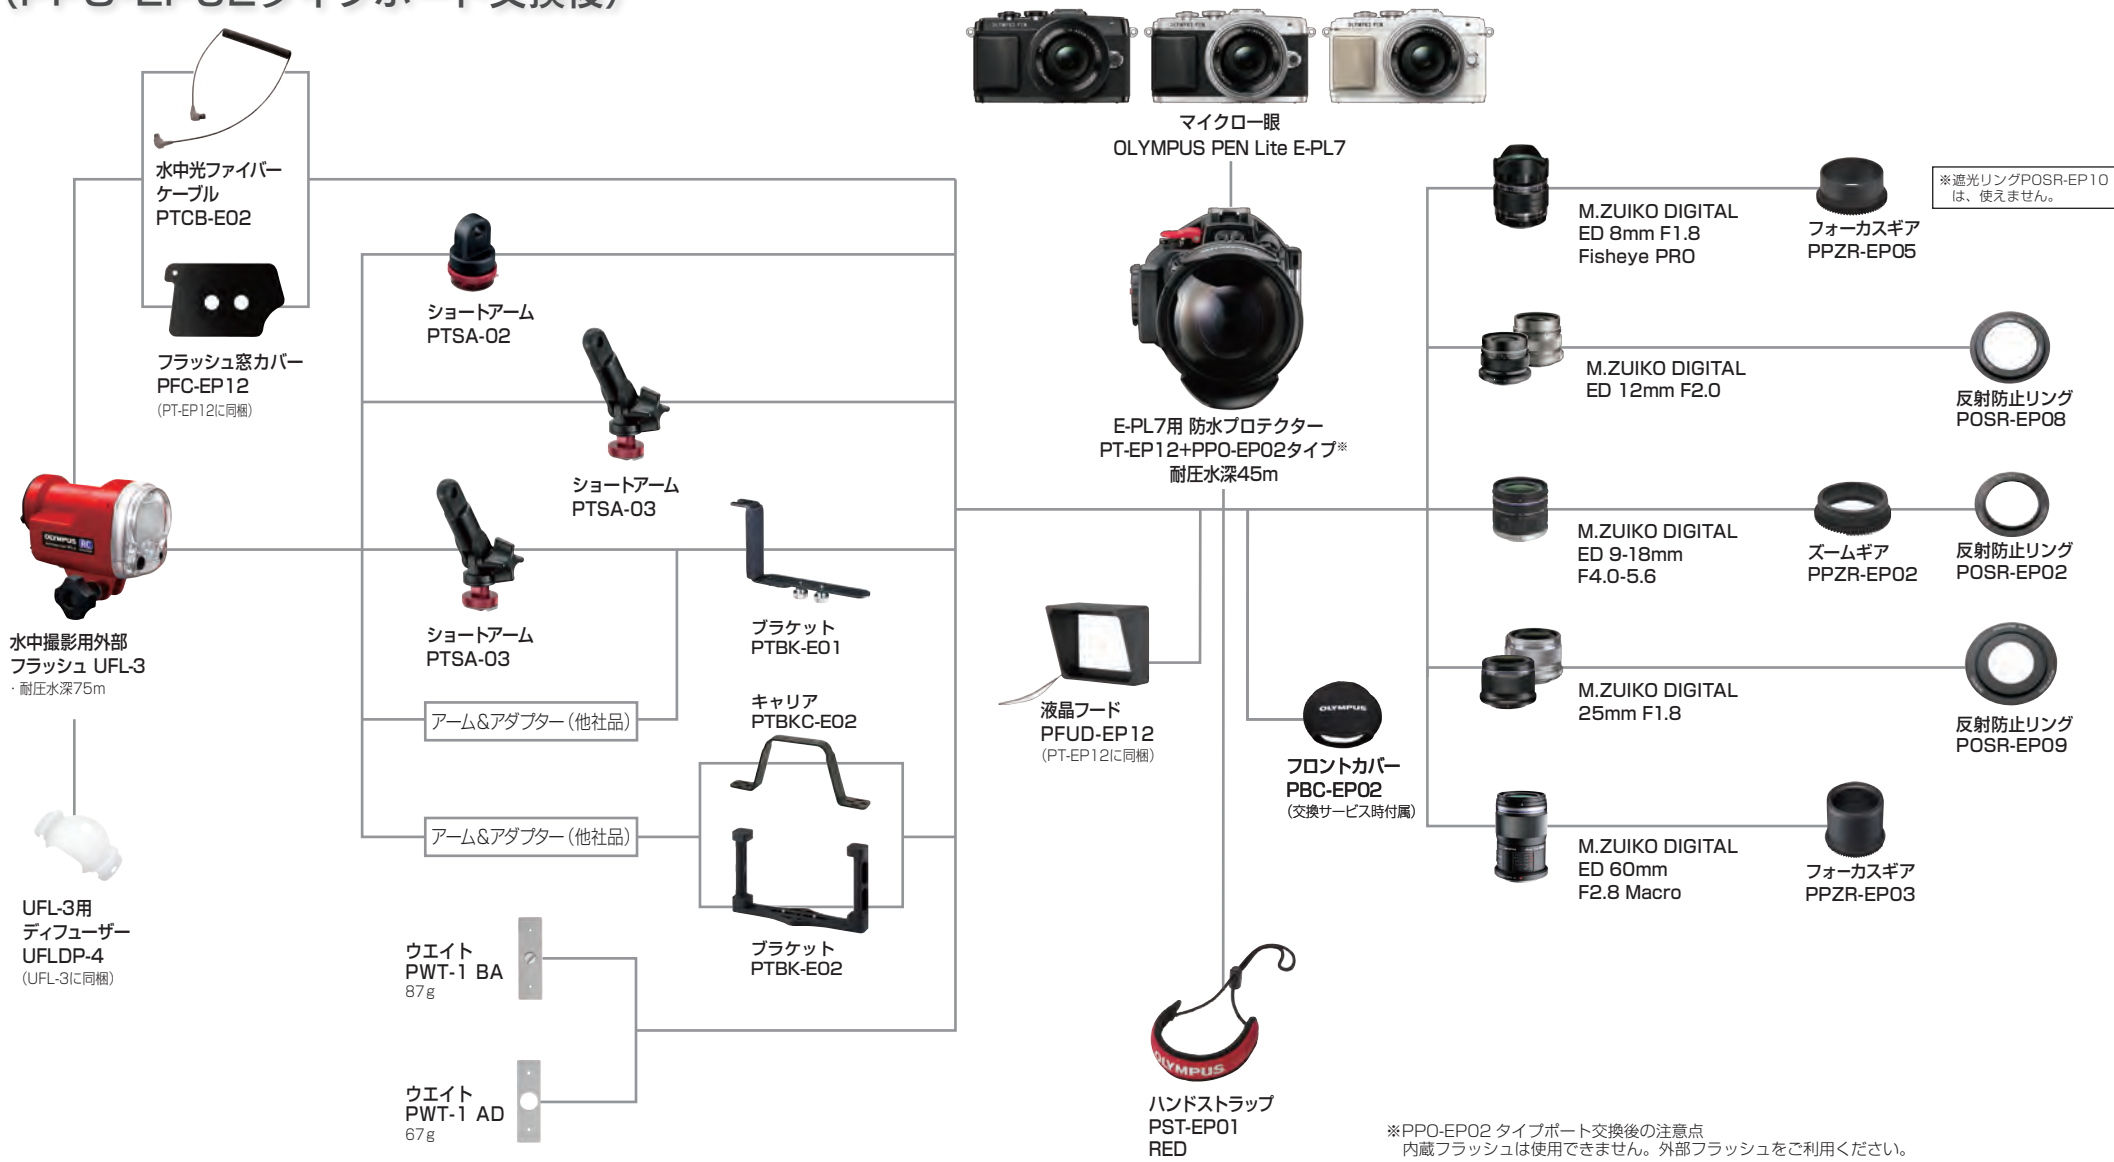 (PPO-EP02タイプポート交換後)
マイクロ一眼
OLYMPUS PEN Lite E-PL7
水中光ファイバー
ケーブル
PTCB-E02
フラッシュ窓カバー
PFC-EP12
(PT-EP12に同梱)
水中撮影用外部
フラッシュ UFL-3
・耐圧水深75m
UFL-3用
ディフューザー
UFLDP-4
(UFL-3に同梱)
ショートアーム
PTSA-02
ショートアーム
PTSA-03
ショートアーム
PTSA-03
ブラケット
PTBK-E01
アーム&アダプター(他社品)
キャリア
PTBKC-E02
アーム&アダプター(他社品)
ブラケット
PTBK-E02
ウエイト
PWT-1 BA
87g
ウエイト
PWT-1 AD
67g
E-PL7用 防水プロテクター
PT-EP12+PPO-EP02タイプ※
耐圧水深45m
液晶フード
PFUD-EP12
(PT-EP12に同梱)
OLYMPUS
フロントカバー
PBC-EP02
(交換サービス時付属)
OLYMPUS
ハンドストラップ
PST-EP01
RED
M.ZUIKO DIGITAL
ED 8mm F1.8
Fisheye PRO
フォーカスギア
PPZR-EP05
※遮光リングPOSR-EP10
は、使えません。
M.ZUIKO DIGITAL
ED 12mm F2.0
反射防止リング
POSR-EP08
M.ZUIKO DIGITAL
ED 9-18mm
F4.0-5.6
ズームギア
PPZR-EP02
反射防止リング
POSR-EP02
M.ZUIKO DIGITAL
25mm F1.8
反射防止リング
POSR-EP09
M.ZUIKO DIGITAL
ED 60mm
F2.8 Macro
フォーカスギア
PPZR-EP03
※PPO-EP02 タイプポート交換後の注意点
内蔵フラッシュは使用できません。外部フラッシュをご利用ください。
OLYMPUS RC